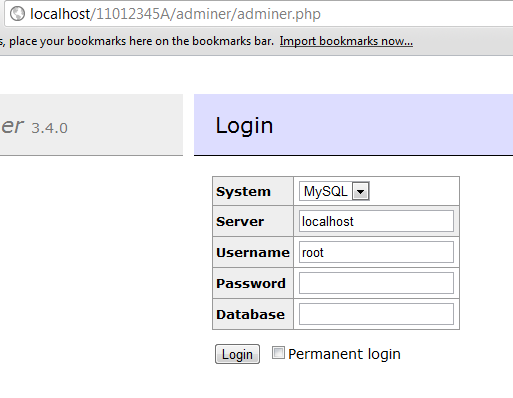 localhost/11012345A/adminer/adminer.php
s, place your bookmarks here on the bookmarks bar. Import bookmarks now...
er 3.4.0
Login
System MySQL
Server localhost
Username root
Password
Database
Login Permanent login